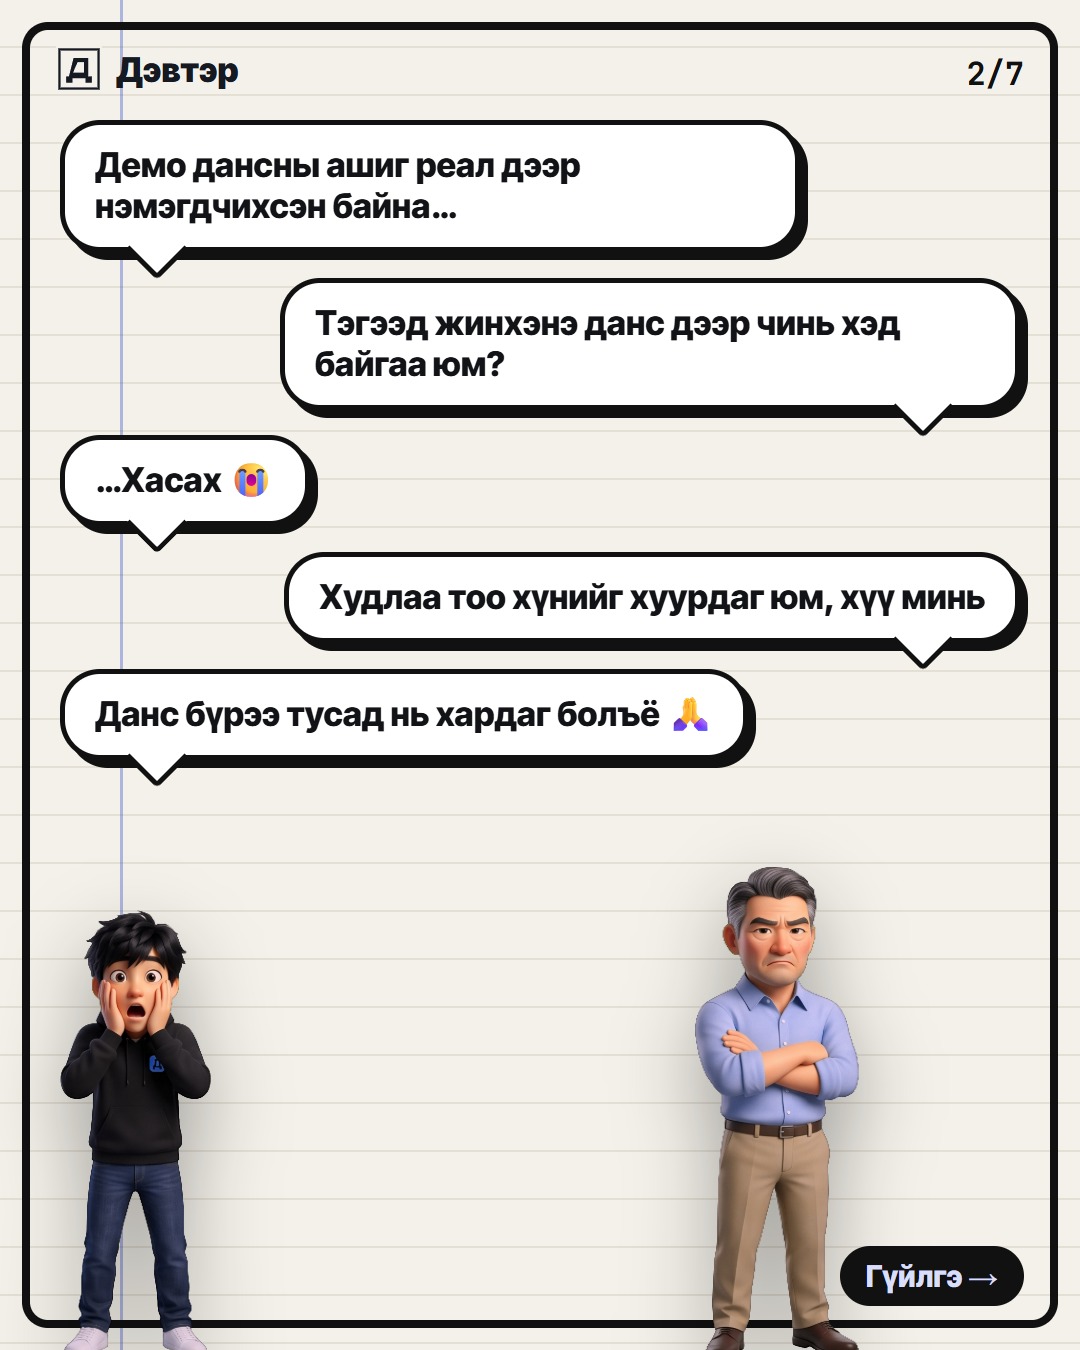 Д Дэвтэр
2/7
Демо дансны ашиг реал дээр
нэмэгдчихсэн байна...
Тэгээд жинхэнэ данс дээр чинь хэд
байгаа юм?
...Хасах 😭
Худлаа тоо хүнийг хуурдаг юм, хүү минь
Данс бүрээ тусад нь хардаг болъё 🙏
Д
Гүйлгэ →